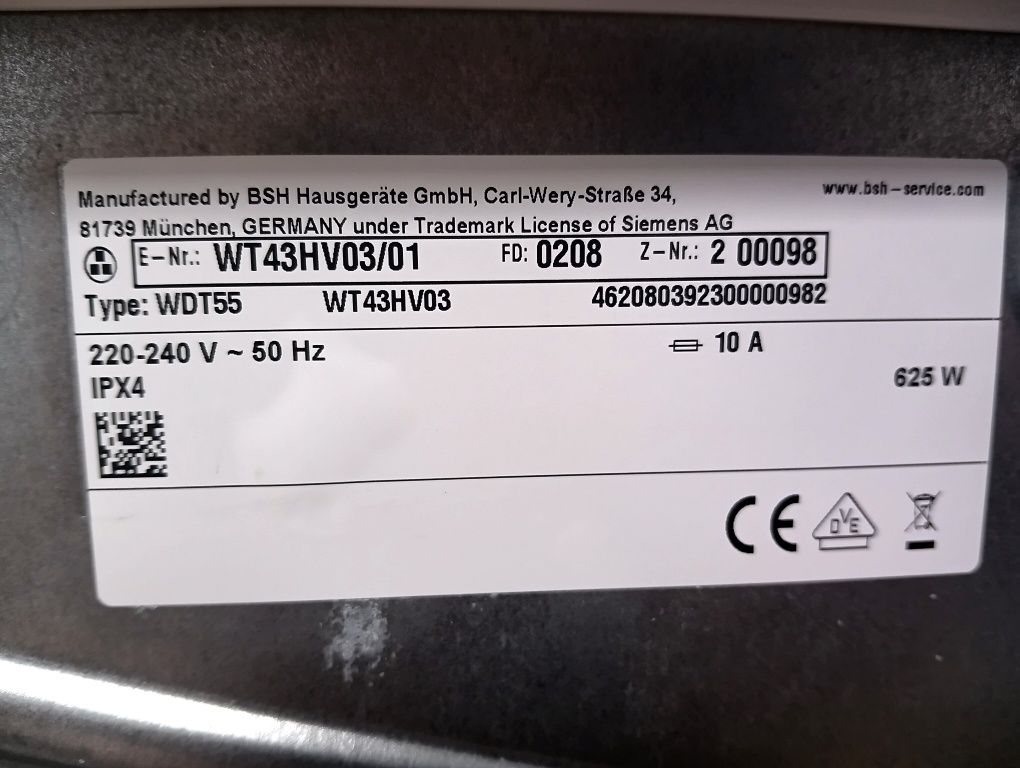 Manufactured by BSH Hausgeräte GmbH, Carl-Wery-Straße 34,
www.bsh-service.com
81739 München, GERMANY under Trademark License of Siemens AG
E-Nr.: WT43HV03/01 FD: 0208 Z-Nr.: 2 00098
Type: WDT55 WT43HV03 462080392300000982
220-240 V ~ 50 Hz 10 A
IPX4 625 W
CE DVE